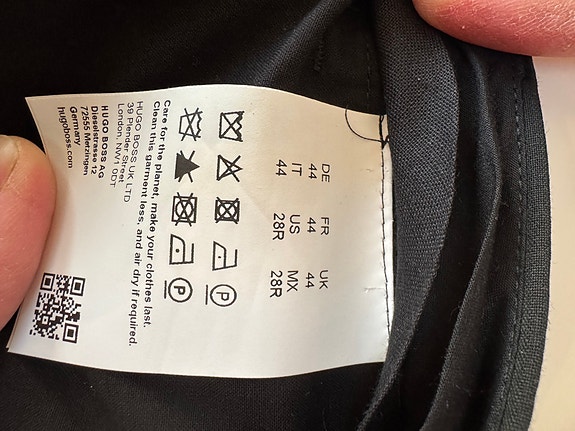 DE FR UK
44 44 44
IT US MX
44 28R 28R
P
P
Care for the planet, make your clothes last.
Clean this garment less, and air dry if required.
HUGO BOSS UK LTD
39 Plender Street
London, NW1 0DT
HUGO BOSS AG
Dieselstrasse 12
72555 Metzingen
Germany
hugoboss.com